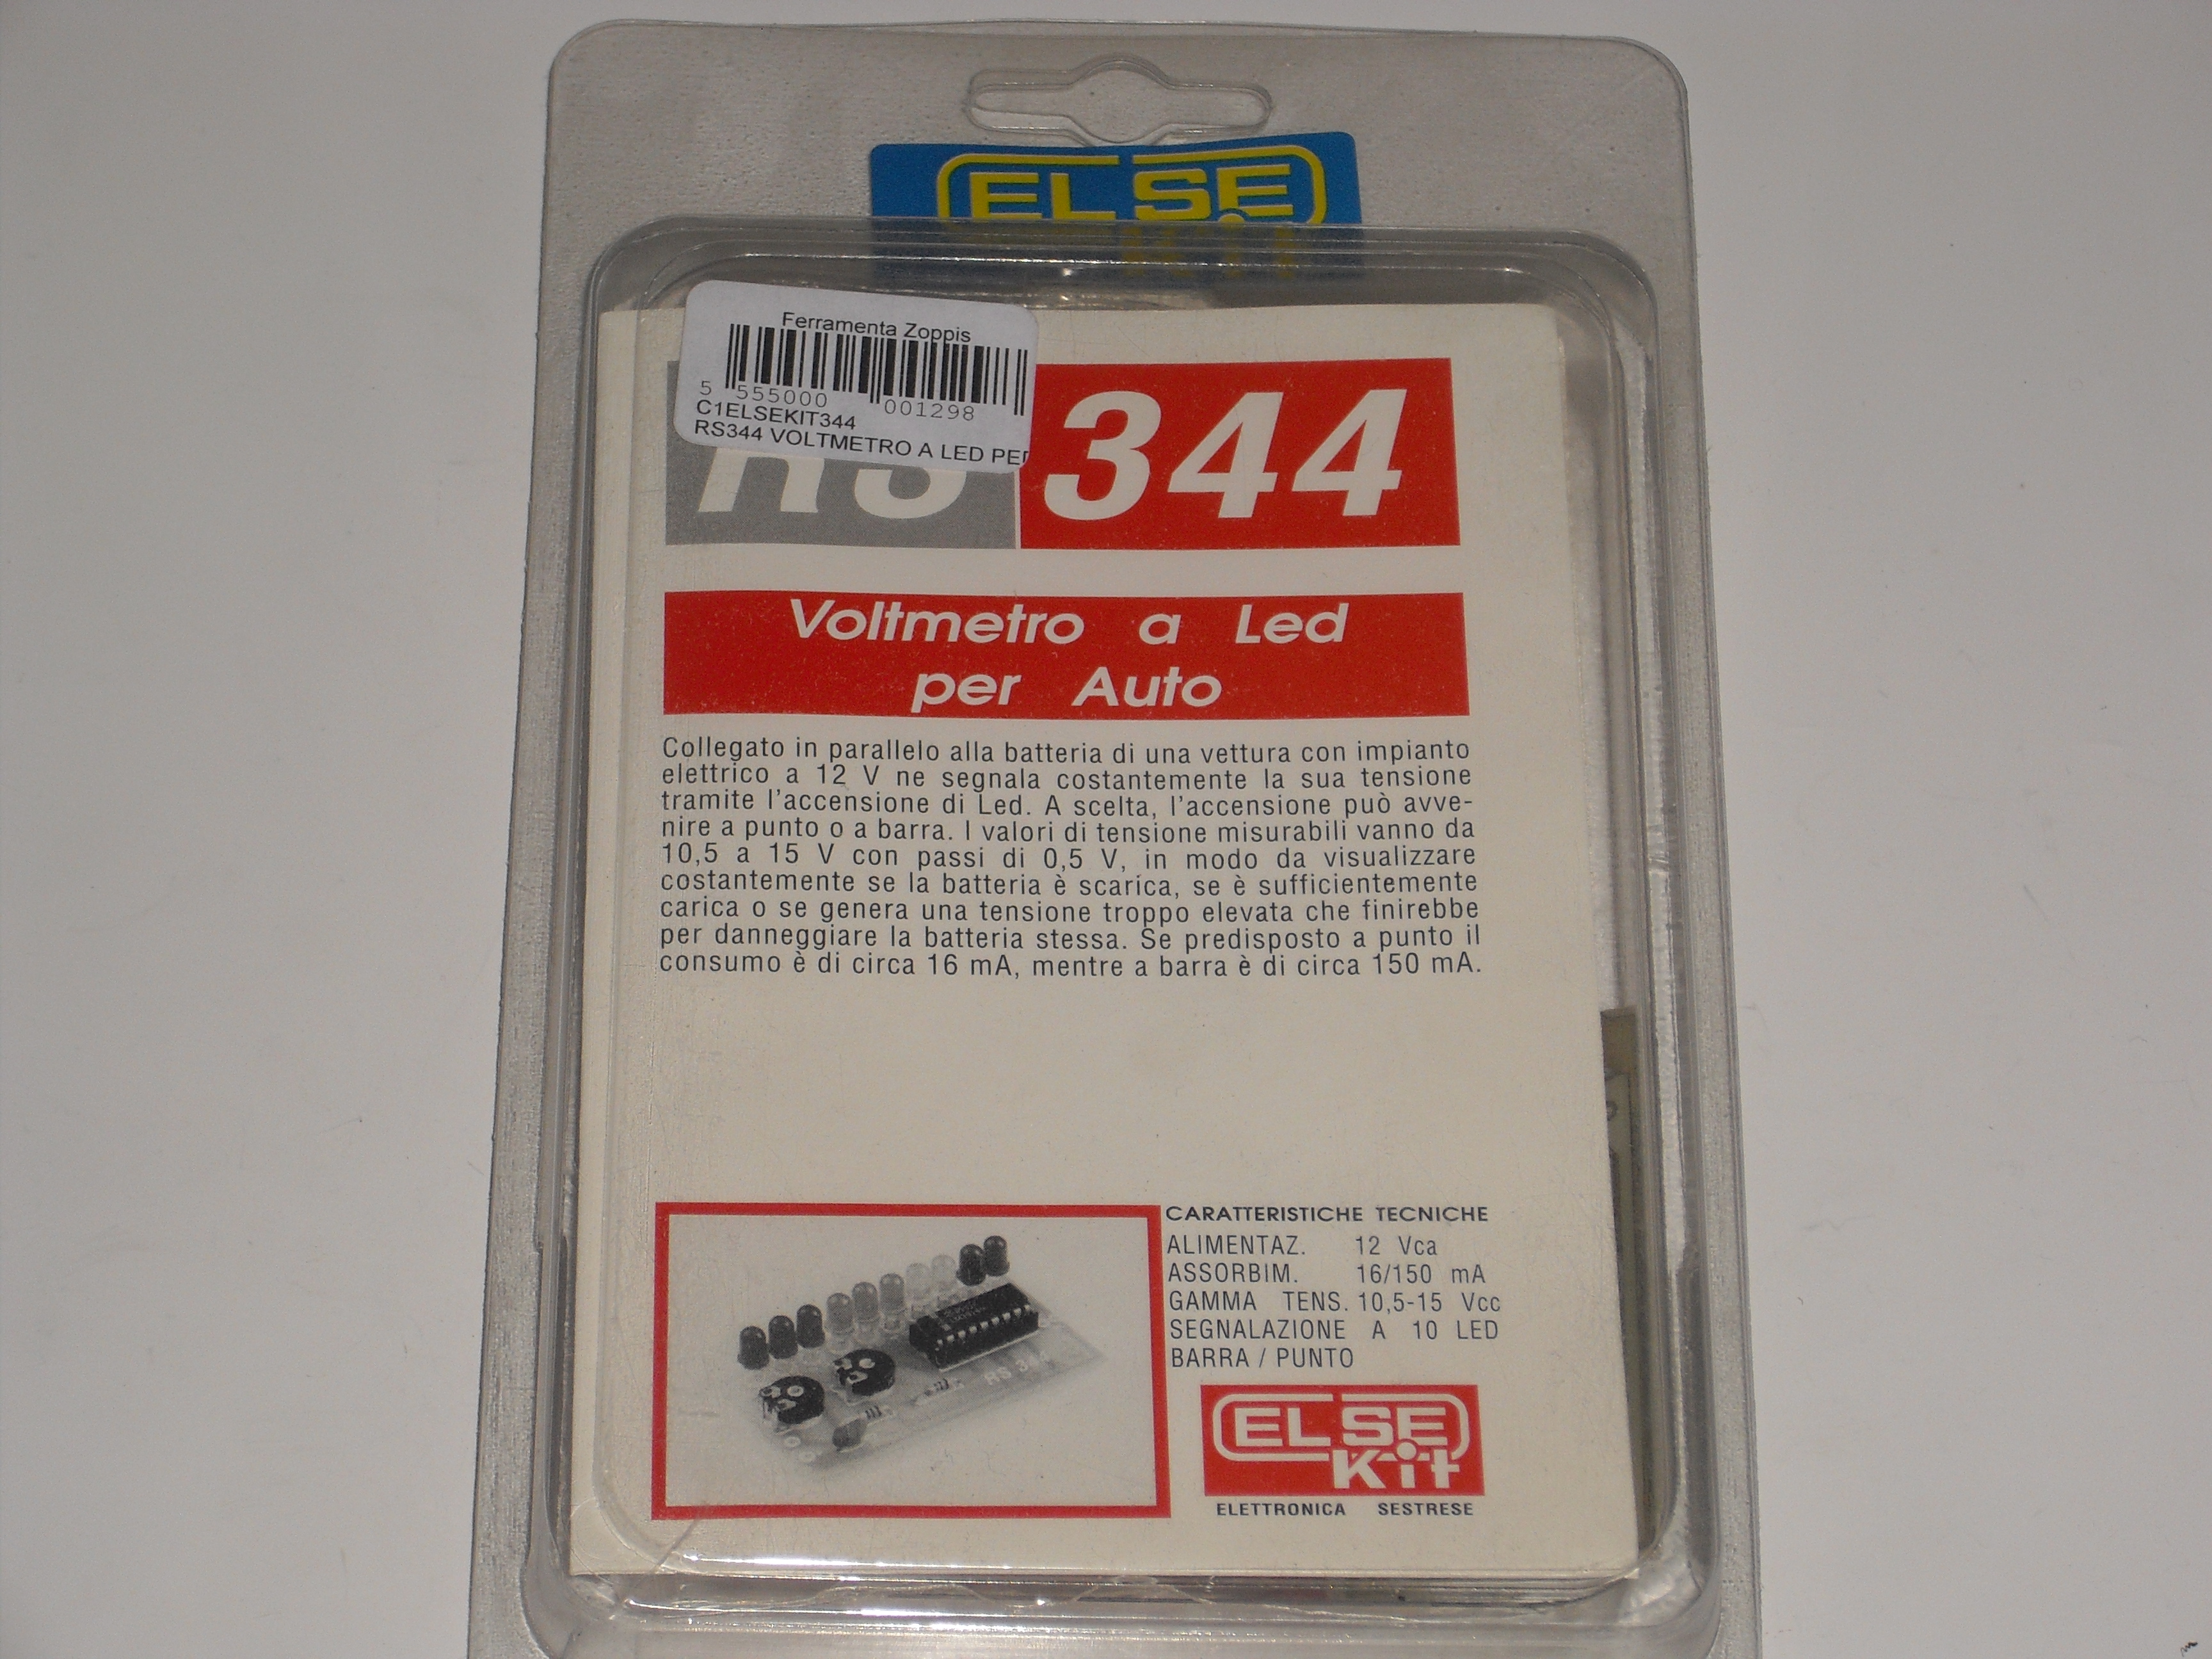 ELSE
Kit
Ferramenta Zoppis
5 555000 001298
C1ELSEKIT344
RS344 VOLTMETRO A LED PER
RS 344
Voltmetro a Led
per Auto
Collegato in parallelo alla batteria di una vettura con impianto
elettrico a 12 V ne segnala costantemente la sua tensione
tramite l'accensione di Led. A scelta, l'accensione può avve-
nire a punto o a barra. I valori di tensione misurabili vanno da
10,5 a 15 V con passi di 0,5 V, in modo da visualizzare
costantemente se la batteria è scarica, se è sufficientemente
carica o se genera una tensione troppo elevata che finirebbe
per danneggiare la batteria stessa. Se predisposto a punto il
consumo è di circa 16 mA, mentre a barra è di circa 150 mA.
CARATTERISTICHE TECNICHE
ALIMENTAZ. 12 Vca
ASSORBIM. 16/150 mA
GAMMA TENS. 10,5-15 Vcc
SEGNALAZIONE A 10 LED
BARRA / PUNTO
RS 344
ELSE
Kit
ELETTRONICA SESTRESE